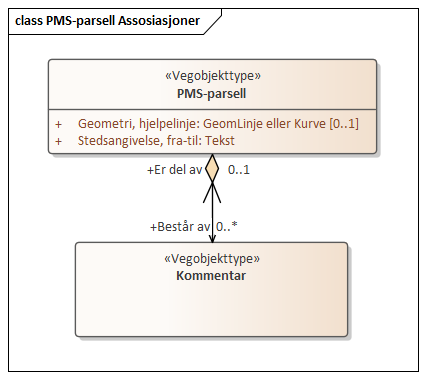 class PMS-parsell Assosiasjoner
«Vegobjekttype»
PMS-parsell
+ Geometri, hjelpelinje: GeomLinje eller Kurve [0..1]
+ Stedsangivelse, fra-til: Tekst
+Er del av 0..1
+Består av 0..*
«Vegobjekttype»
Kommentar